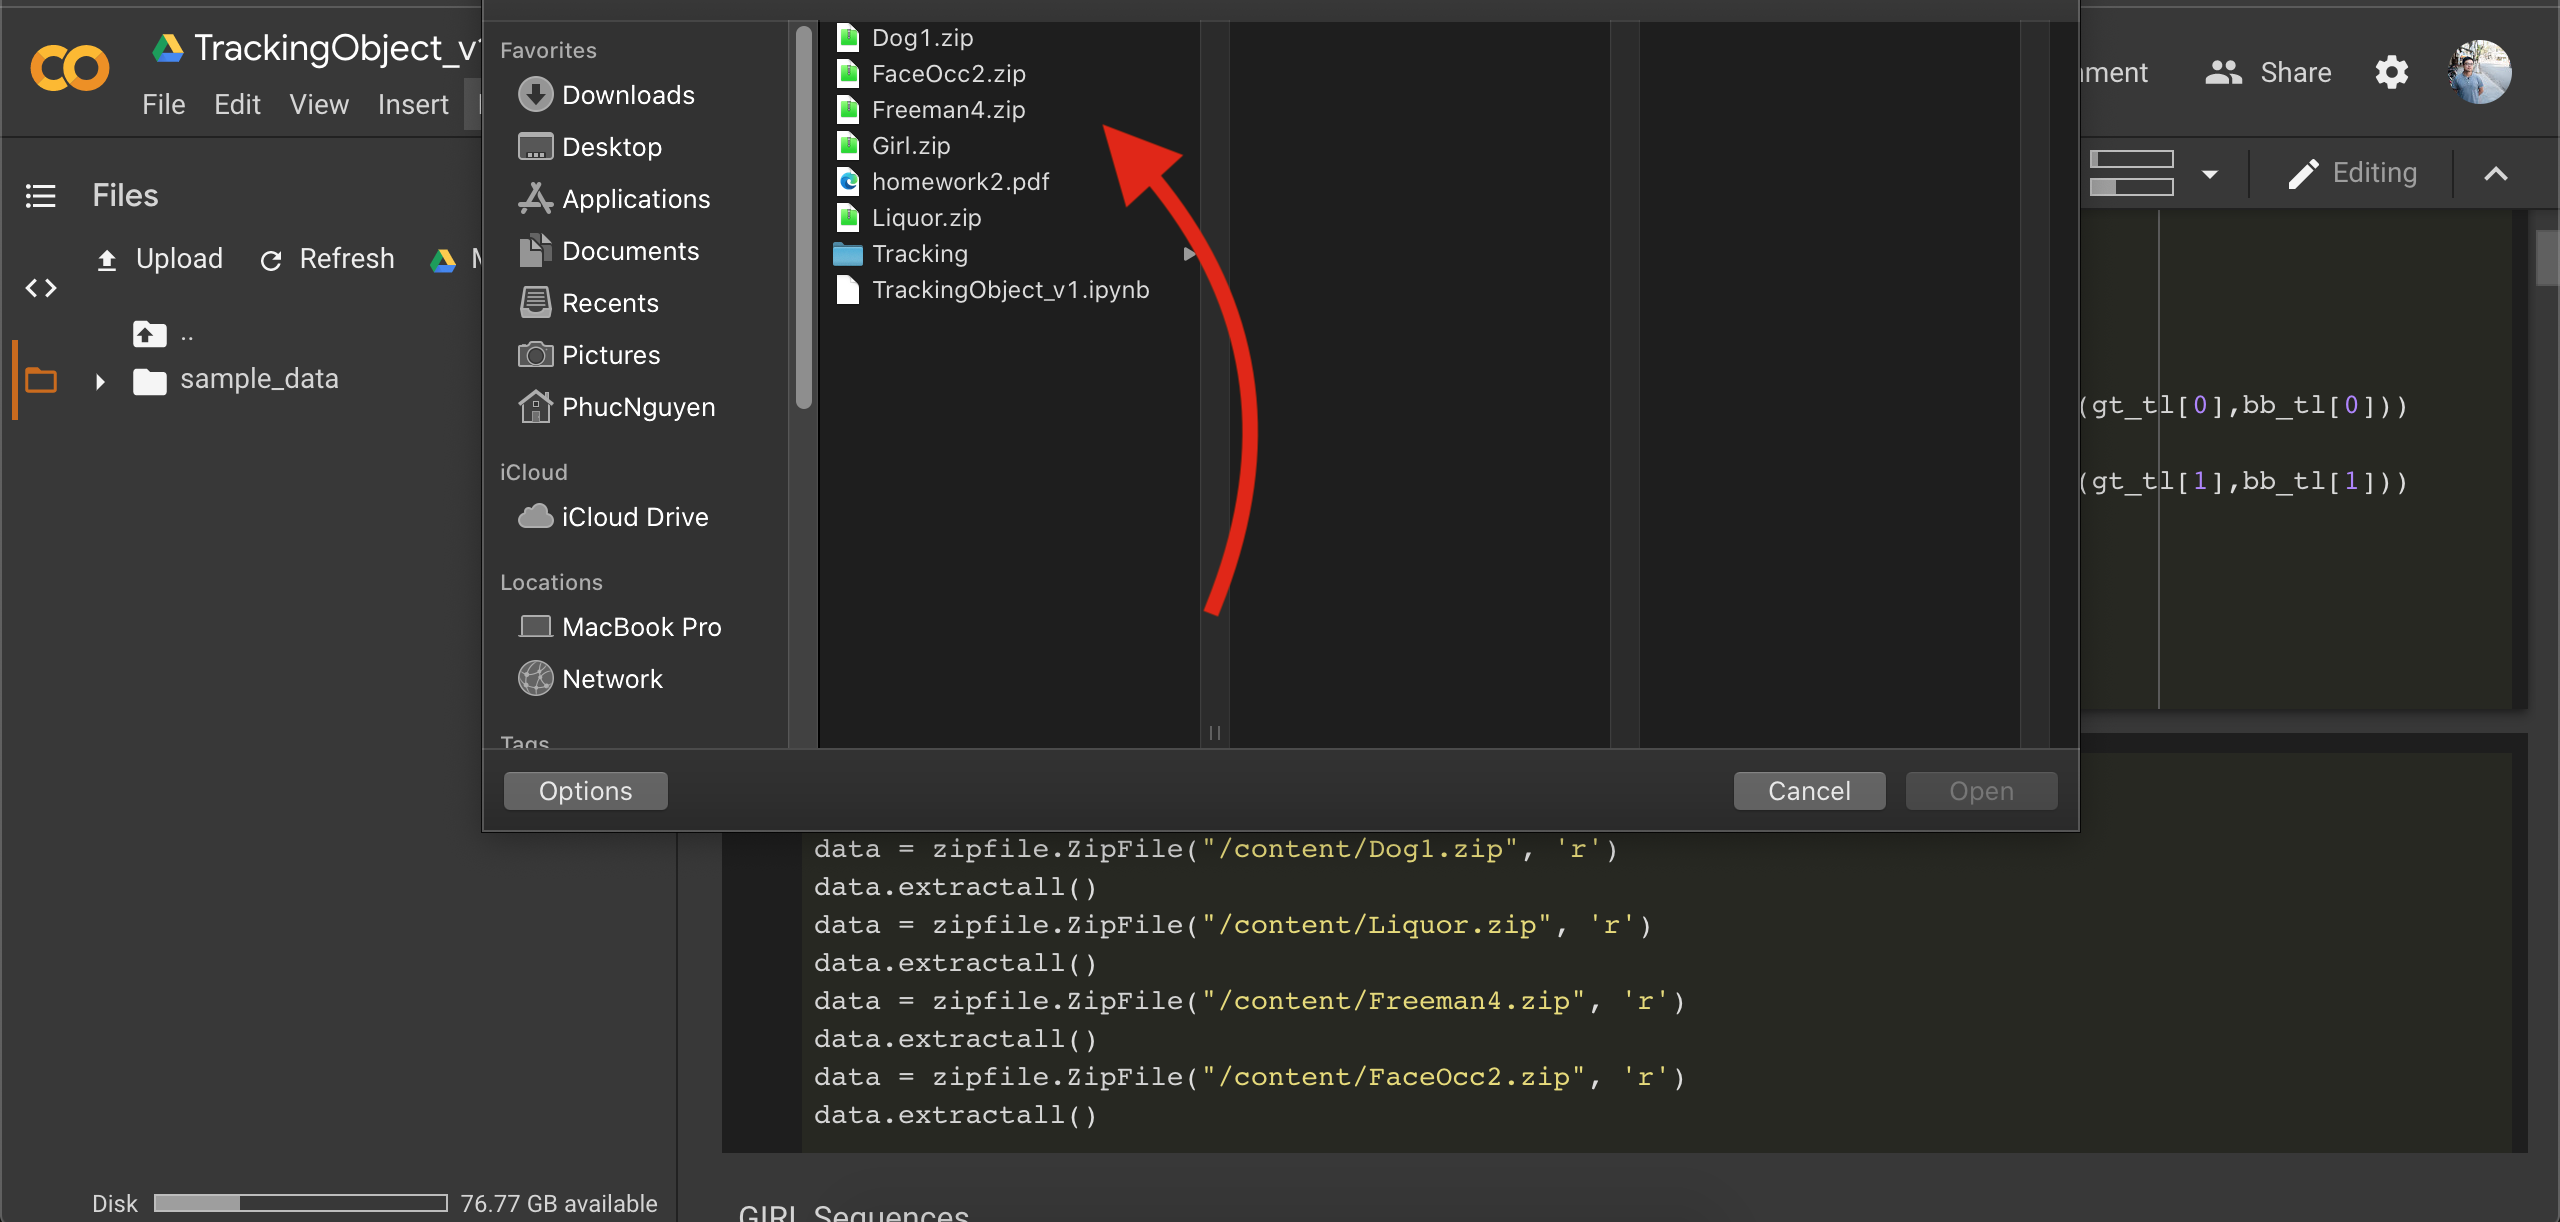 TrackingObject_v1
File Edit View Insert
Share
Files
Upload Refresh
..
sample_data
Disk 76.77 GB available
Favorites
Downloads
Desktop
Applications
Documents
Recents
Pictures
PhucNguyen
iCloud
iCloud Drive
Locations
MacBook Pro
Network
Tags
Dog1.zip
FaceOcc2.zip
Freeman4.zip
Girl.zip
homework2.pdf
Liquor.zip
Tracking
TrackingObject_v1.ipynb
Options Cancel Open
Editing
(gt_tl[0],bb_tl[0]))
(gt_tl[1],bb_tl[1]))
data = zipfile.ZipFile("/content/Dog1.zip", 'r')
data.extractall()
data = zipfile.ZipFile("/content/Liquor.zip", 'r')
data.extractall()
data = zipfile.ZipFile("/content/Freeman4.zip", 'r')
data.extractall()
data = zipfile.ZipFile("/content/FaceOcc2.zip", 'r')
data.extractall()
GIRL Sequences